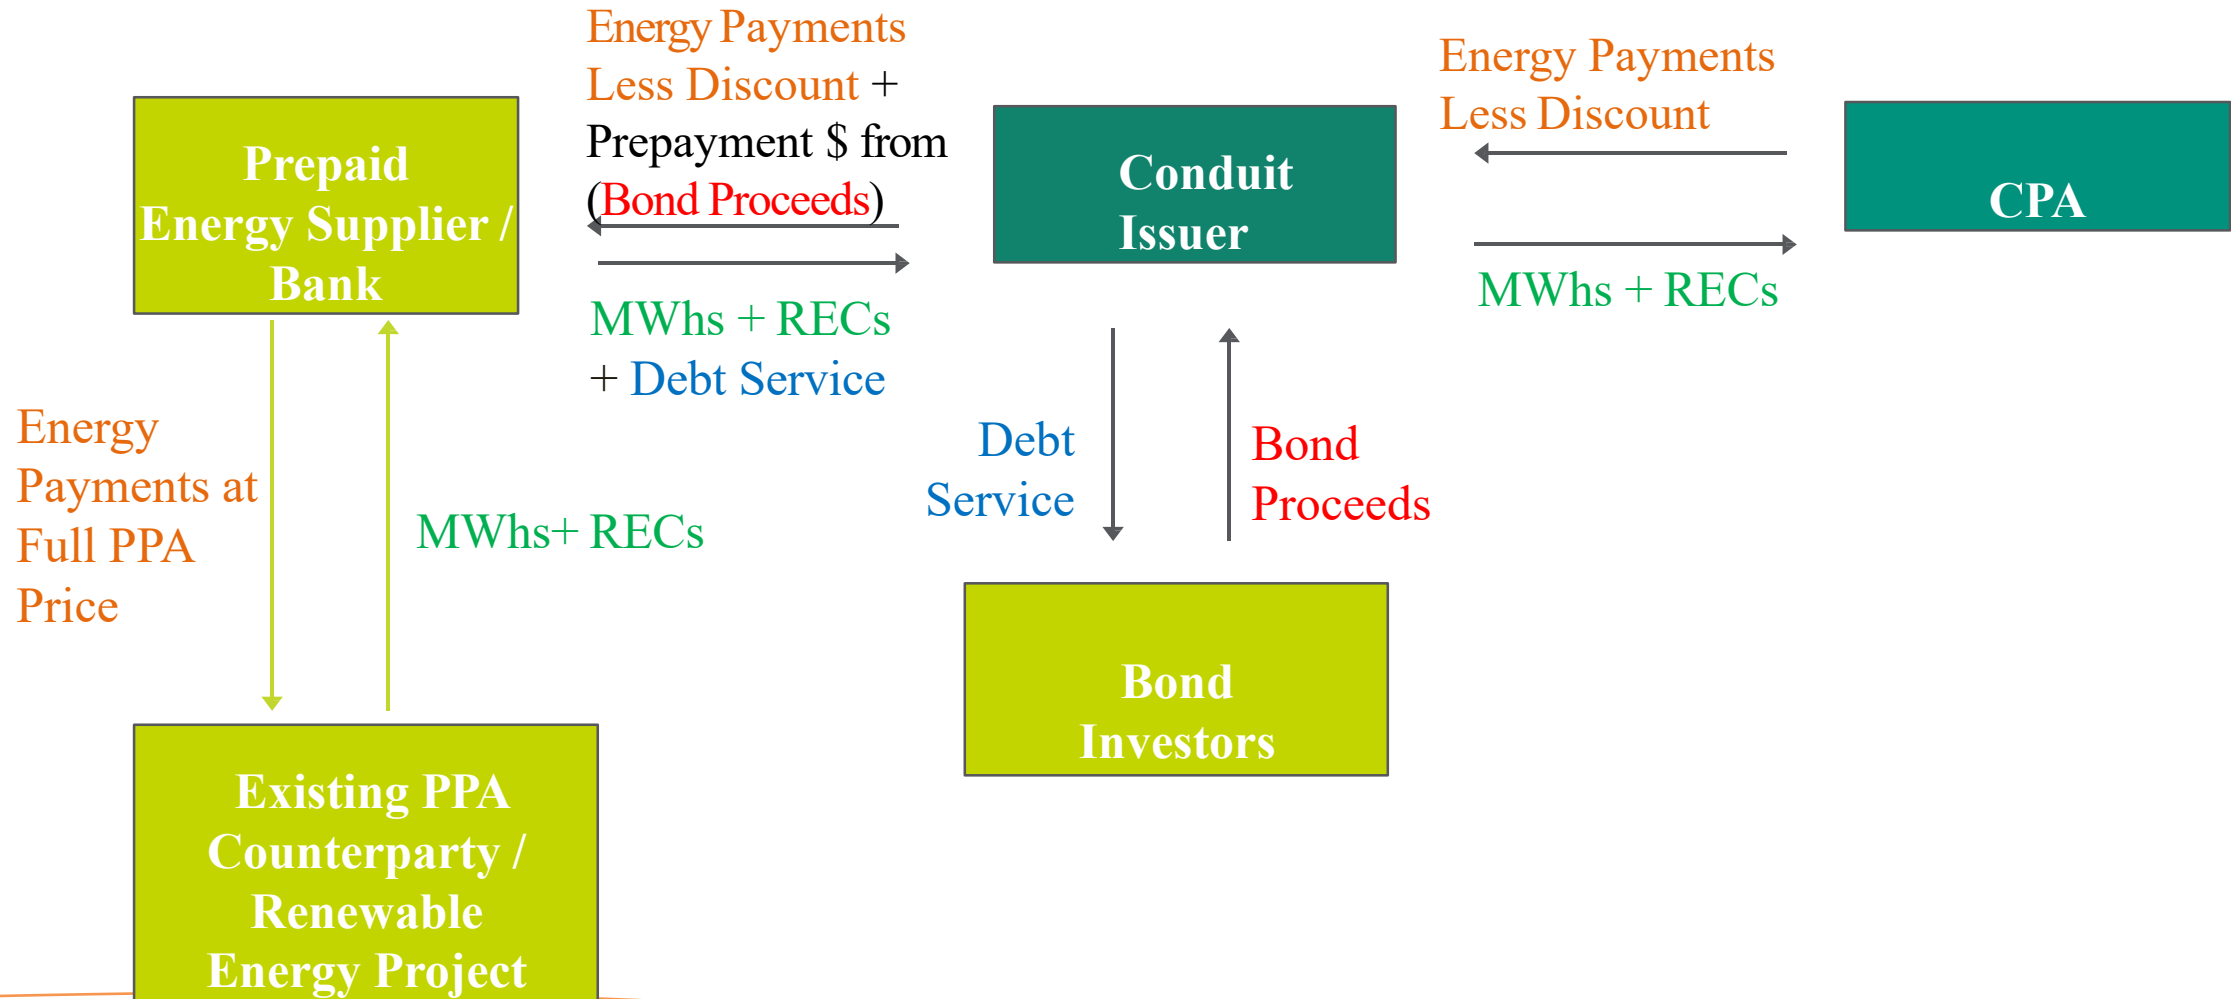 Energy Payments
Less Discount +
Prepayment $ from
(Bond Proceeds)
Energy Payments
Less Discount
Prepaid
Energy Supplier /
Bank
Conduit
Issuer
CPA
MWhs + RECs
+ Debt Service
MWhs + RECs
Energy
Payments at
Full PPA
Price
MWhs+ RECs
Debt
Service
Bond
Proceeds
Bond
Investors
Existing PPA
Counterparty /
Renewable
Energy Project